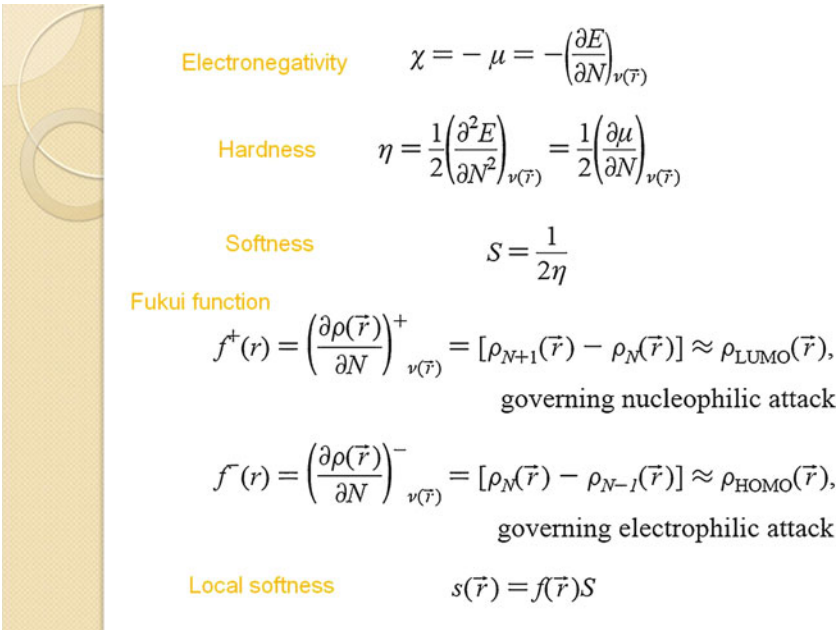 Electronegativity χ = − μ = −(∂E/∂N)ᵥ₍r⃗₎
Hardness η = 1/2(∂²E/∂N²)ᵥ₍r⃗₎ = 1/2(∂μ/∂N)ᵥ₍r⃗₎
Softness S = 1/2η
Fukui function
f⁺(r) = (∂ρ(r⃗)/∂N)⁺ᵥ₍r⃗₎ = [ρN+1(r⃗) − ρN(r⃗)] ≈ ρLUMO(r⃗),
governing nucleophilic attack
f⁻(r) = (∂ρ(r⃗)/∂N)⁻ᵥ₍r⃗₎ = [ρN(r⃗) − ρN−1(r⃗)] ≈ ρHOMO(r⃗),
governing electrophilic attack
Local softness s(r⃗) = f(r⃗)S